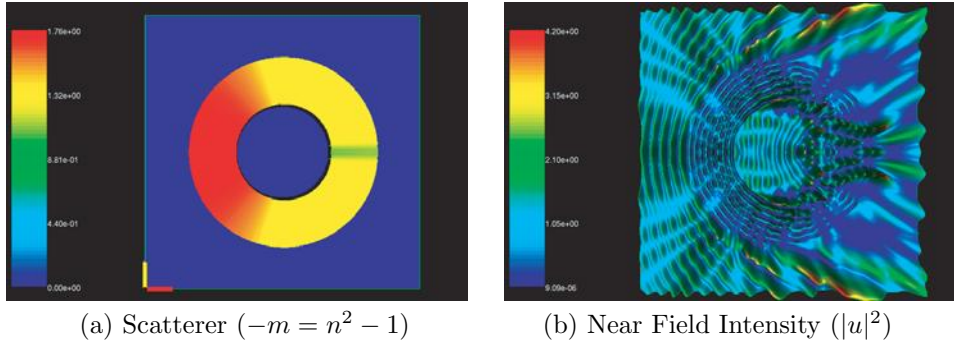 1.76e+00
1.32e+00
8.81e-01
4.40e-01
0.00e+00
4.20e+00
3.15e+00
2.10e+00
1.05e+00
9.09e-06
(a) Scatterer (−m = n² − 1)
(b) Near Field Intensity (|u|²)